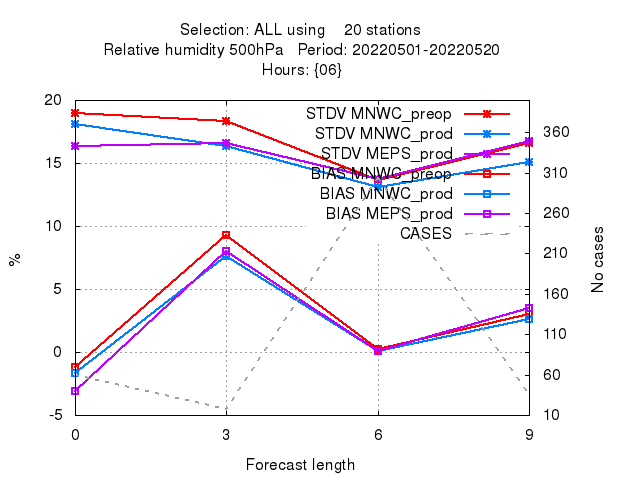 Selection: ALL using    20 stations
Relative humidity 500hPa   Period: 20220501-20220520
Hours: {06}
20
15
10
5
0
-5
%
STDV MNWC_preop
STDV MNWC_prod
STDV MEPS_prod
BIAS MNWC_preop
BIAS MNWC_prod
BIAS MEPS_prod
CASES
360
310
260
210
160
110
60
10
No cases
0 3 6 9
Forecast length